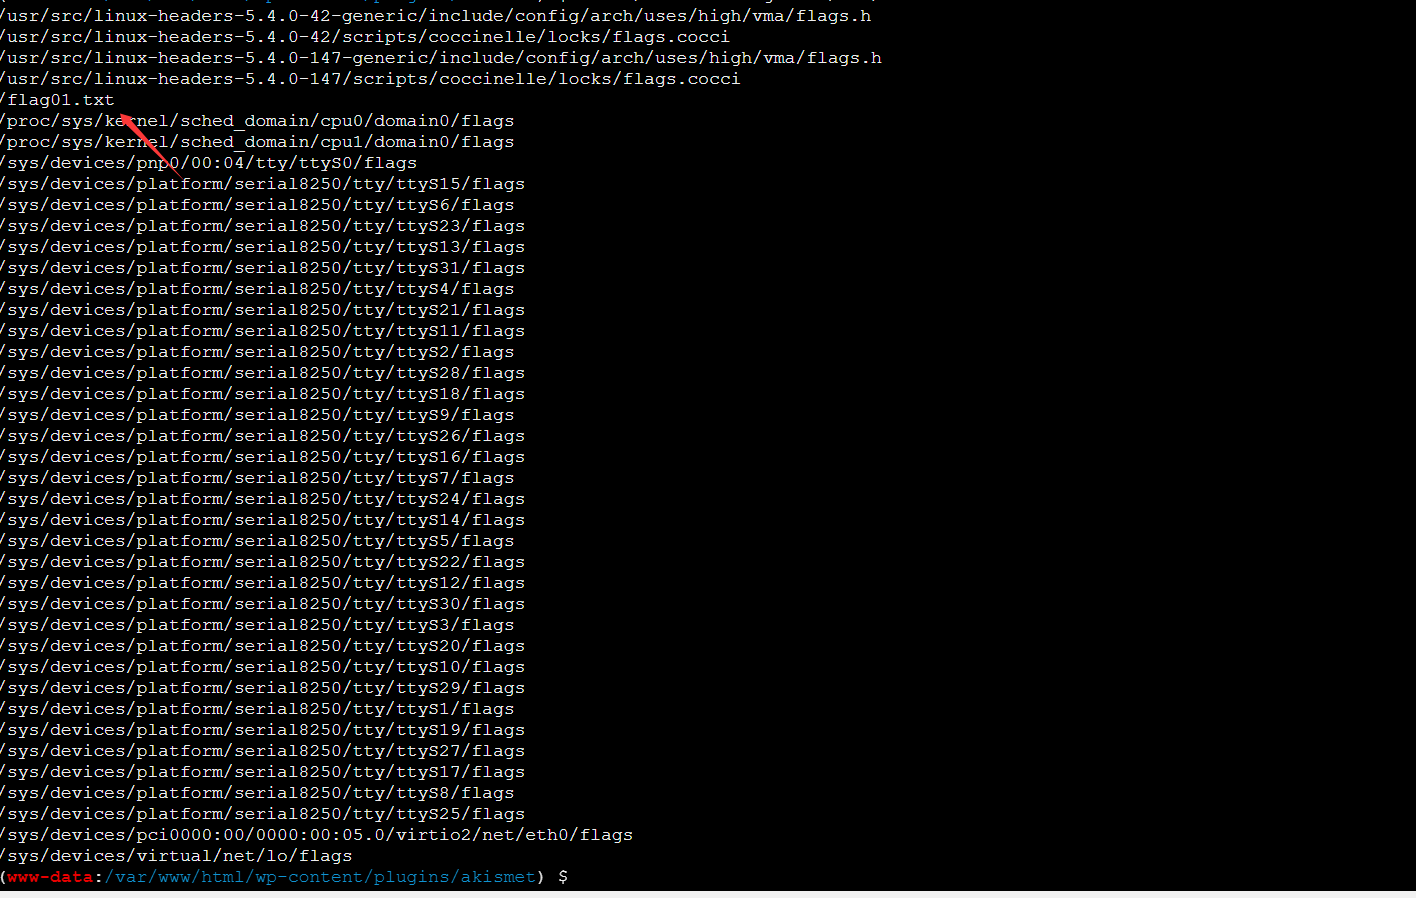 /usr/src/linux-headers-5.4.0-42-generic/include/config/arch/uses/high/vma/flags.h
/usr/src/linux-headers-5.4.0-42/scripts/coccinelle/locks/flags.cocci
/usr/src/linux-headers-5.4.0-147-generic/include/config/arch/uses/high/vma/flags.h
/usr/src/linux-headers-5.4.0-147/scripts/coccinelle/locks/flags.cocci
/flag01.txt
/proc/sys/kernel/sched_domain/cpu0/domain0/flags
/proc/sys/kernel/sched_domain/cpu1/domain0/flags
/sys/devices/pnp0/00:04/tty/ttyS0/flags
/sys/devices/platform/serial8250/tty/ttyS15/flags
/sys/devices/platform/serial8250/tty/ttyS6/flags
/sys/devices/platform/serial8250/tty/ttyS23/flags
/sys/devices/platform/serial8250/tty/ttyS13/flags
/sys/devices/platform/serial8250/tty/ttyS31/flags
/sys/devices/platform/serial8250/tty/ttyS4/flags
/sys/devices/platform/serial8250/tty/ttyS21/flags
/sys/devices/platform/serial8250/tty/ttyS11/flags
/sys/devices/platform/serial8250/tty/ttyS2/flags
/sys/devices/platform/serial8250/tty/ttyS28/flags
/sys/devices/platform/serial8250/tty/ttyS18/flags
/sys/devices/platform/serial8250/tty/ttyS9/flags
/sys/devices/platform/serial8250/tty/ttyS26/flags
/sys/devices/platform/serial8250/tty/ttyS16/flags
/sys/devices/platform/serial8250/tty/ttyS7/flags
/sys/devices/platform/serial8250/tty/ttyS24/flags
/sys/devices/platform/serial8250/tty/ttyS14/flags
/sys/devices/platform/serial8250/tty/ttyS5/flags
/sys/devices/platform/serial8250/tty/ttyS22/flags
/sys/devices/platform/serial8250/tty/ttyS12/flags
/sys/devices/platform/serial8250/tty/ttyS30/flags
/sys/devices/platform/serial8250/tty/ttyS3/flags
/sys/devices/platform/serial8250/tty/ttyS20/flags
/sys/devices/platform/serial8250/tty/ttyS10/flags
/sys/devices/platform/serial8250/tty/ttyS29/flags
/sys/devices/platform/serial8250/tty/ttyS1/flags
/sys/devices/platform/serial8250/tty/ttyS19/flags
/sys/devices/platform/serial8250/tty/ttyS27/flags
/sys/devices/platform/serial8250/tty/ttyS17/flags
/sys/devices/platform/serial8250/tty/ttyS8/flags
/sys/devices/platform/serial8250/tty/ttyS25/flags
/sys/devices/pci0000:00/0000:00:05.0/virtio2/net/eth0/flags
/sys/devices/virtual/net/lo/flags
(www-data:/var/www/html/wp-content/plugins/akismet) $